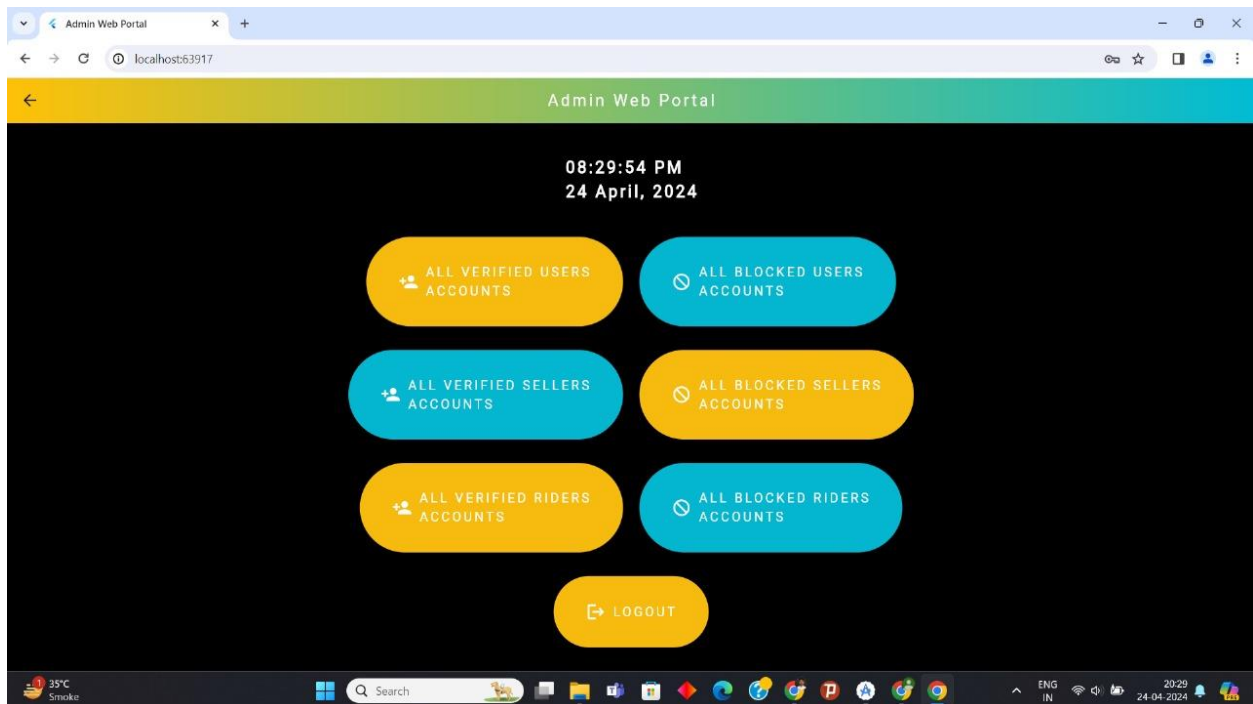 Admin Web Portal
localhost:63917
Admin Web Portal
08:29:54 PM
24 April, 2024
ALL VERIFIED USERS
ACCOUNTS
ALL BLOCKED USERS
ACCOUNTS
ALL VERIFIED SELLERS
ACCOUNTS
ALL BLOCKED SELLERS
ACCOUNTS
ALL VERIFIED RIDERS
ACCOUNTS
ALL BLOCKED RIDERS
ACCOUNTS
LOGOUT
1
35°C
Smoke
Search
ENG
IN
20:29
24-04-2024